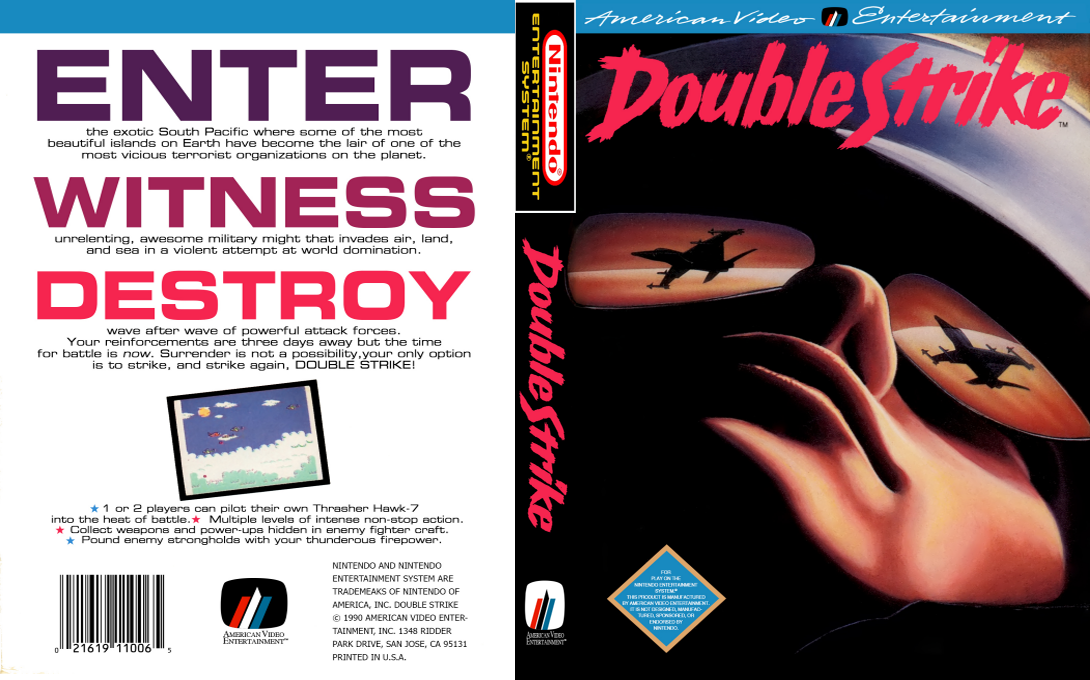 ENTER
the exotic South Pacific where some of the most
beautiful islands on Earth have become the lair of one of the
most vicious terrorist organizations on the planet.
WITNESS
unrelenting, awesome military might that invades air, land,
and sea in a violent attempt at world domination.
DESTROY
wave after wave of powerful attack forces.
Your reinforcements are three days away but the time
for battle is now. Surrender is not a possibility,your only option
is to strike, and strike again, DOUBLE STRIKE!
★ 1 or 2 players can pilot their own Thrasher Hawk-7
into the heat of battle.★ Multiple levels of intense non-stop action.
★ Collect weapons and power-ups hidden in enemy fighter craft.
★ Pound enemy strongholds with your thunderous firepower.
0 21619 11006 5
AMERICAN VIDEO
ENTERTAINMENT™
NINTENDO AND NINTENDO
ENTERTAINMENT SYSTEM ARE
TRADEMEAKS OF NINTENDO OF
AMERICA, INC. DOUBLE STRIKE
© 1990 AMERICAN VIDEO ENTER-
TAINMENT, INC. 1348 RIDDER
PARK DRIVE, SAN JOSE, CA 95131
PRINTED IN U.S.A.
Nintendo®
ENTERTAINMENT
SYSTEM®
Double Strike
AMERICAN VIDEO
ENTERTAINMENT™
American Video Entertainment
Double Strike™
FOR
PLAY ON THE
NINTENDO ENTERTAINMENT
SYSTEM.®
THIS PRODUCT IS MANUFACTURED
BY AMERICAN VIDEO ENTERTAINMENT.
IT IS NOT DESIGNED, MANUFAC-
TURED, SPONSORED, OR
ENDORSED BY
NINTENDO.